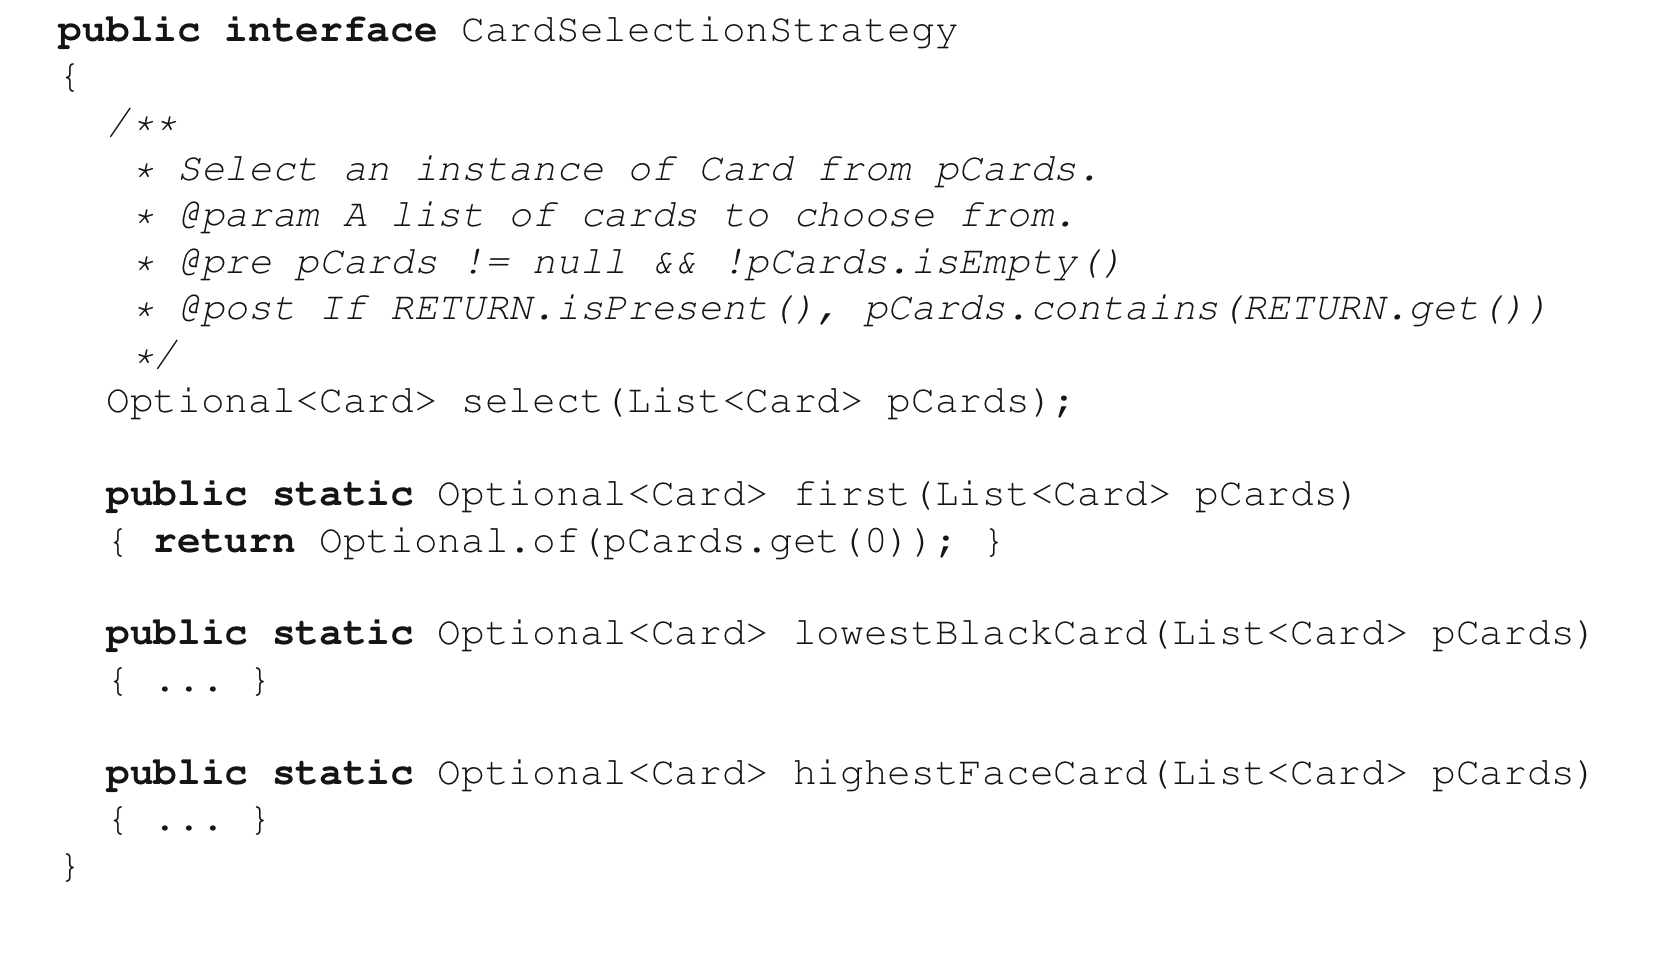 public interface CardSelectionStrategy
{
/**
* Select an instance of Card from pCards.
* @param A list of cards to choose from.
* @pre pCards != null && !pCards.isEmpty()
* @post If RETURN.isPresent(), pCards.contains(RETURN.get())
*/
Optional<Card> select(List<Card> pCards);
public static Optional<Card> first(List<Card> pCards)
{ return Optional.of(pCards.get(0)); }
public static Optional<Card> lowestBlackCard(List<Card> pCards)
{ ... }
public static Optional<Card> highestFaceCard(List<Card> pCards)
{ ... }
}